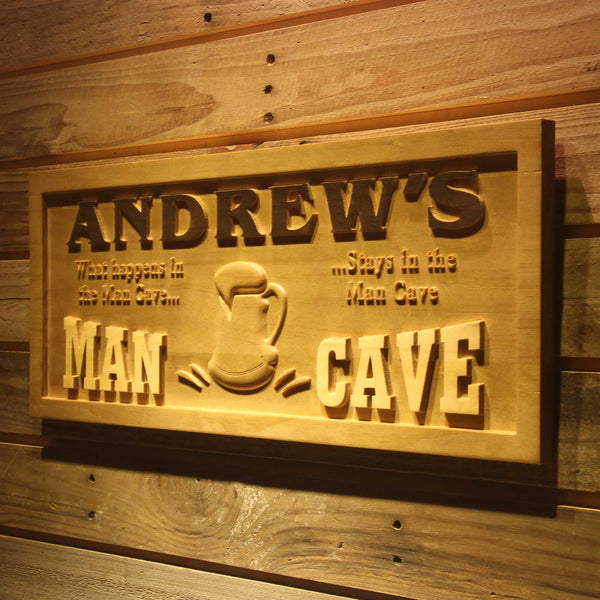 ANDREW'S
What happens in
the Man Cave...
...Stays in the
Man Cave
MAN CAVE